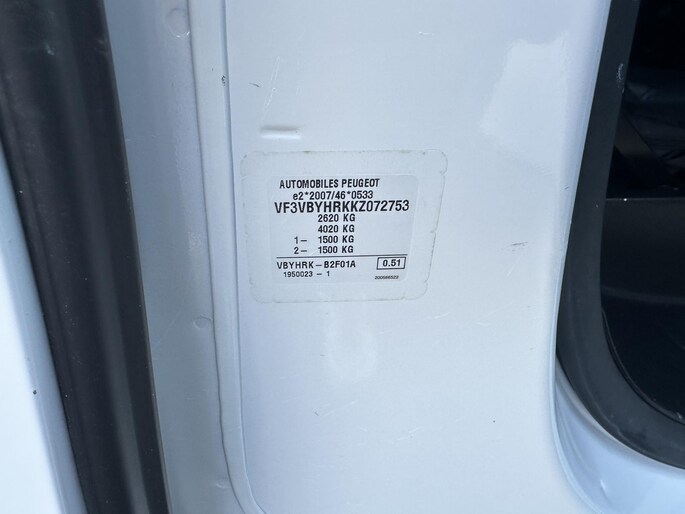 AUTOMOBILES PEUGEOT
e2*2007/46*0533
VF3VBYHRKKZ072753
2620 KG
4020 KG
1- 1500 KG
2- 1500 KG
VBYHRK-B2F01A 0.51
1950023-1